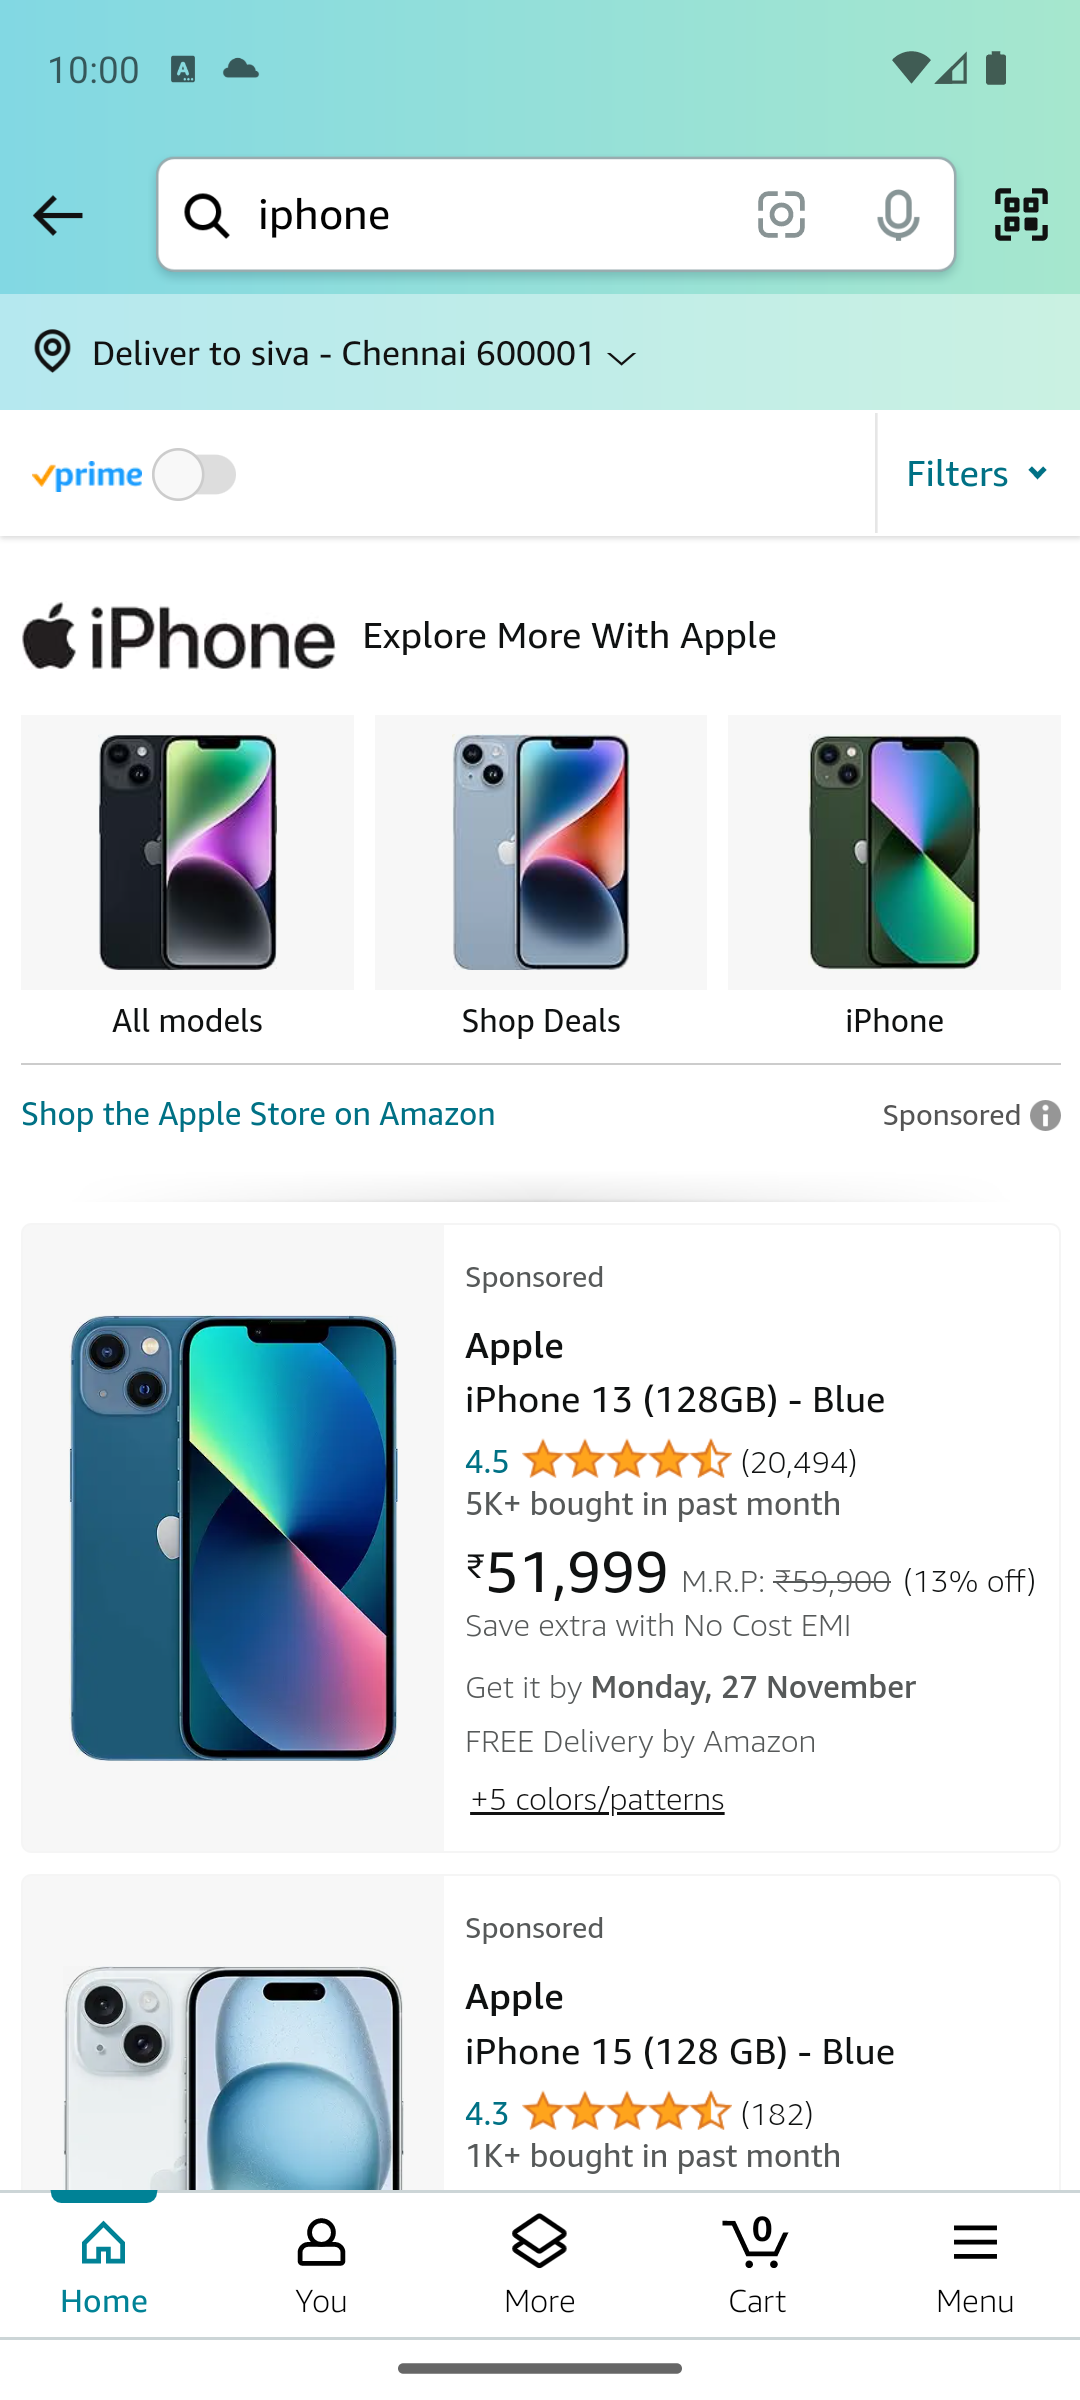 10:00
iphone
Deliver to siva - Chennai 600001
prime
Filters
iPhone Explore More With Apple
All models
Shop Deals
iPhone
Shop the Apple Store on Amazon
Sponsored
Sponsored
Apple
iPhone 13 (128GB) - Blue
4.5 (20,494)
5K+ bought in past month
₹51,999 M.R.P: ₹59,900 (13% off)
Save extra with No Cost EMI
Get it by Monday, 27 November
FREE Delivery by Amazon
+5 colors/patterns
Sponsored
Apple
iPhone 15 (128 GB) - Blue
4.3 (182)
1K+ bought in past month
0
Home
You
More
Cart
Menu